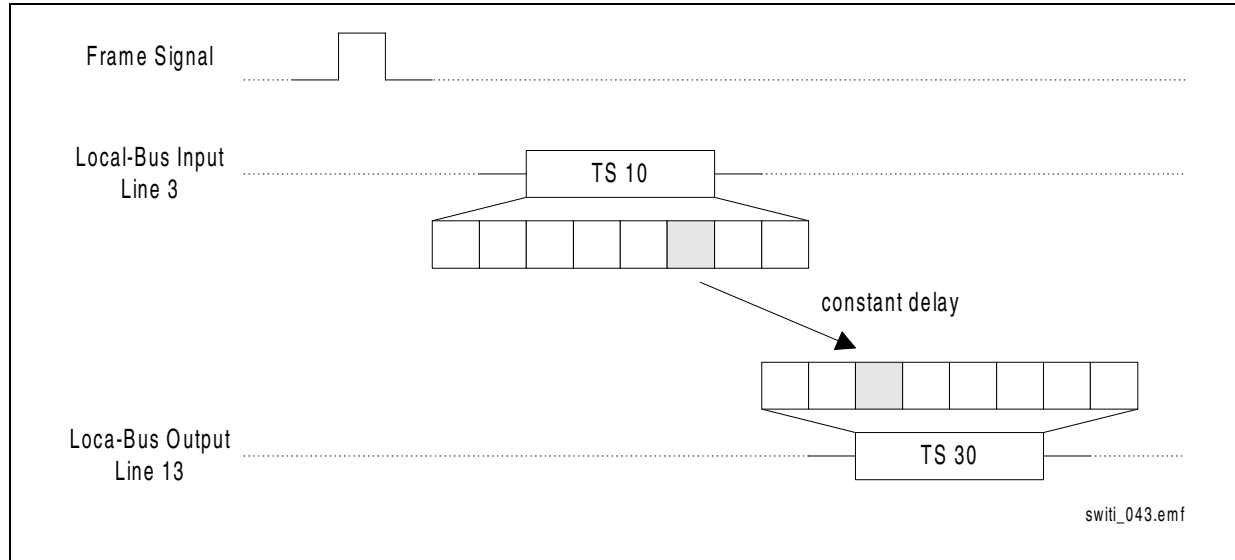 Frame Signal
Local-Bus Input
Line 3
TS 10
constant delay
Loca-Bus Output
Line 13
TS 30
switi_043.emf